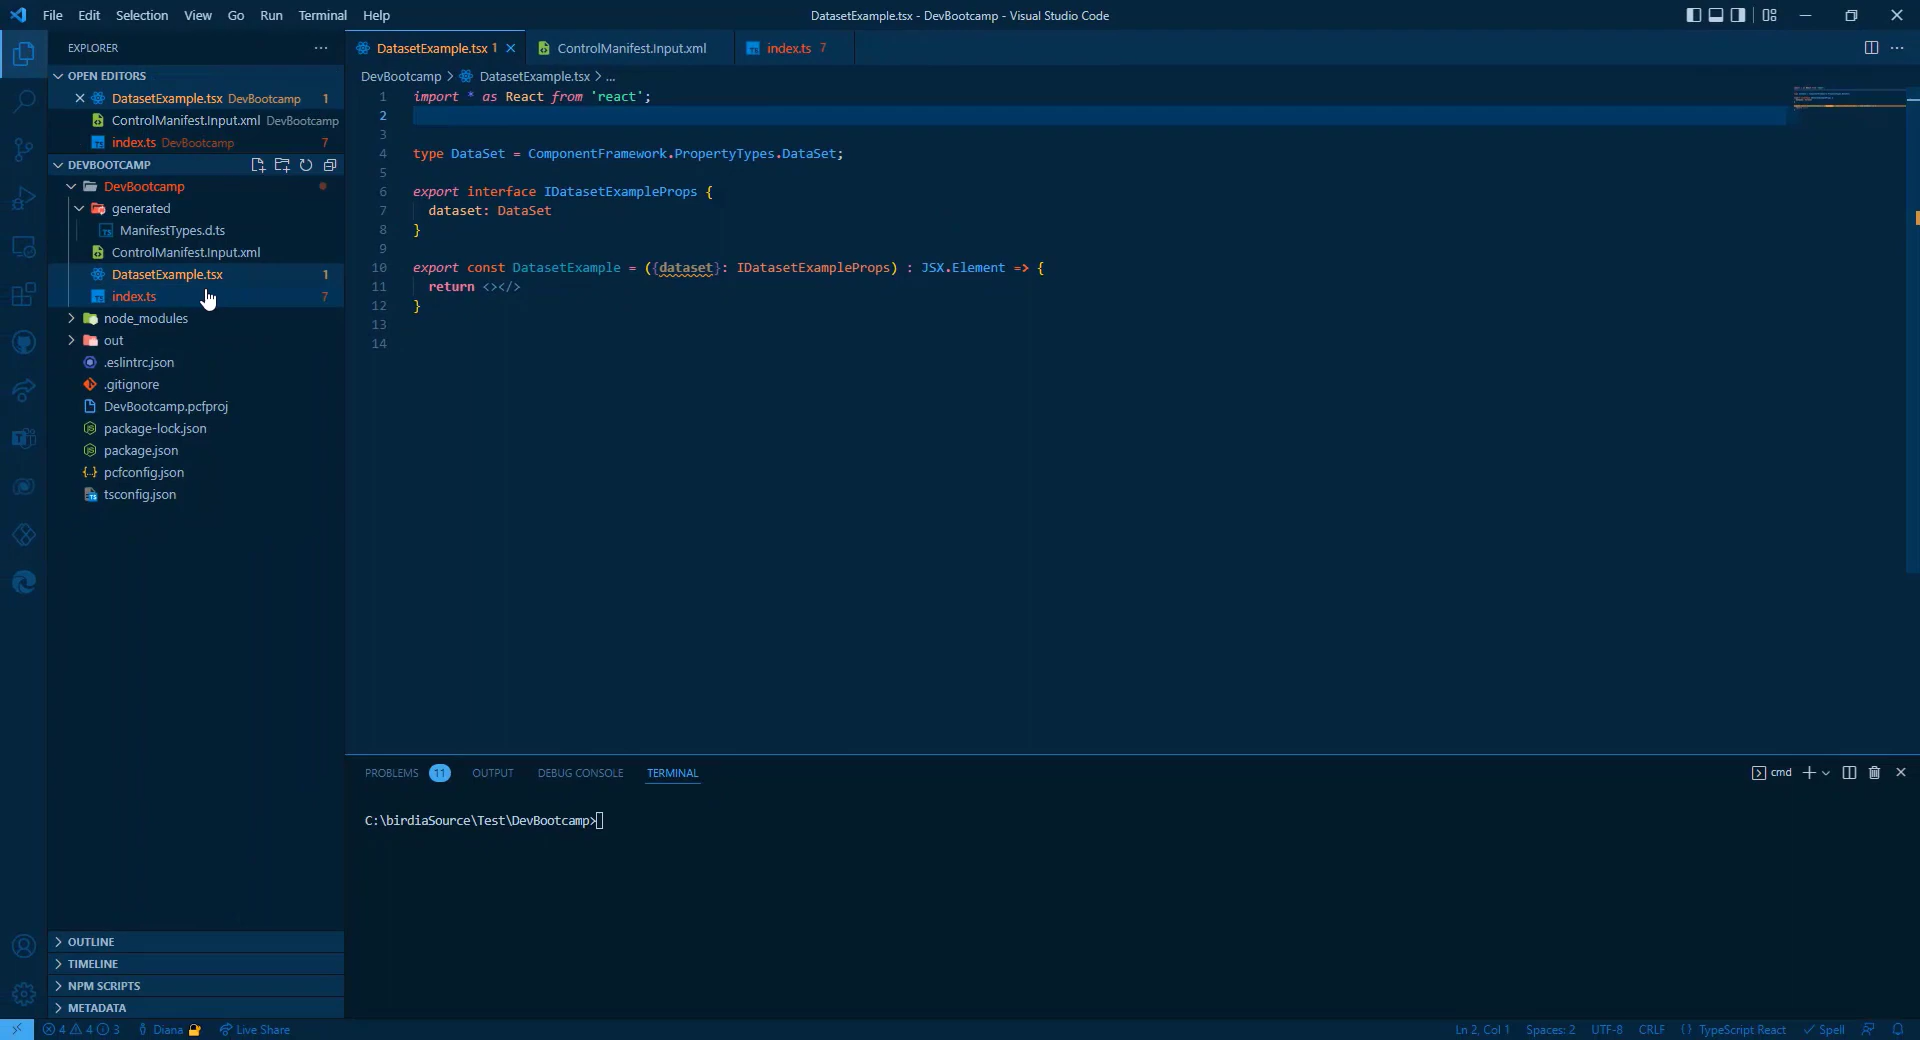 File Edit Selection View Go Run Terminal Help
DatasetExample.tsx - DevBootcamp - Visual Studio Code
EXPLORER
OPEN EDITORS
DatasetExample.tsx DevBootcamp 1
ControlManifest.Input.xml DevBootcamp
index.ts DevBootcamp 7
DEVBOOTCAMP
DevBootcamp
generated
ManifestTypes.d.ts
ControlManifest.Input.xml
DatasetExample.tsx 1
index.ts 7
node_modules
out
.eslintrc.json
.gitignore
DevBootcamp.pcfproj
package-lock.json
package.json
pcfconfig.json
tsconfig.json
OUTLINE
TIMELINE
NPM SCRIPTS
METADATA
DatasetExample.tsx 1
ControlManifest.Input.xml
index.ts 7
DevBootcamp > DatasetExample.tsx > ...
1 import * as React from 'react';
2
3
4 type DataSet = ComponentFramework.PropertyTypes.DataSet;
5
6 export interface IDatasetExampleProps {
7 dataset: DataSet
8 }
9
10 export const DatasetExample = ({dataset}: IDatasetExampleProps) : JSX.Element => {
11 return <></>
12 }
13
14
PROBLEMS 11 OUTPUT DEBUG CONSOLE TERMINAL
cmd
C:\birdiaSource\Test\DevBootcamp>
4 4 3 Diana Live Share
Ln 2, Col 1 Spaces: 2 UTF-8 CRLF TypeScript React Spell